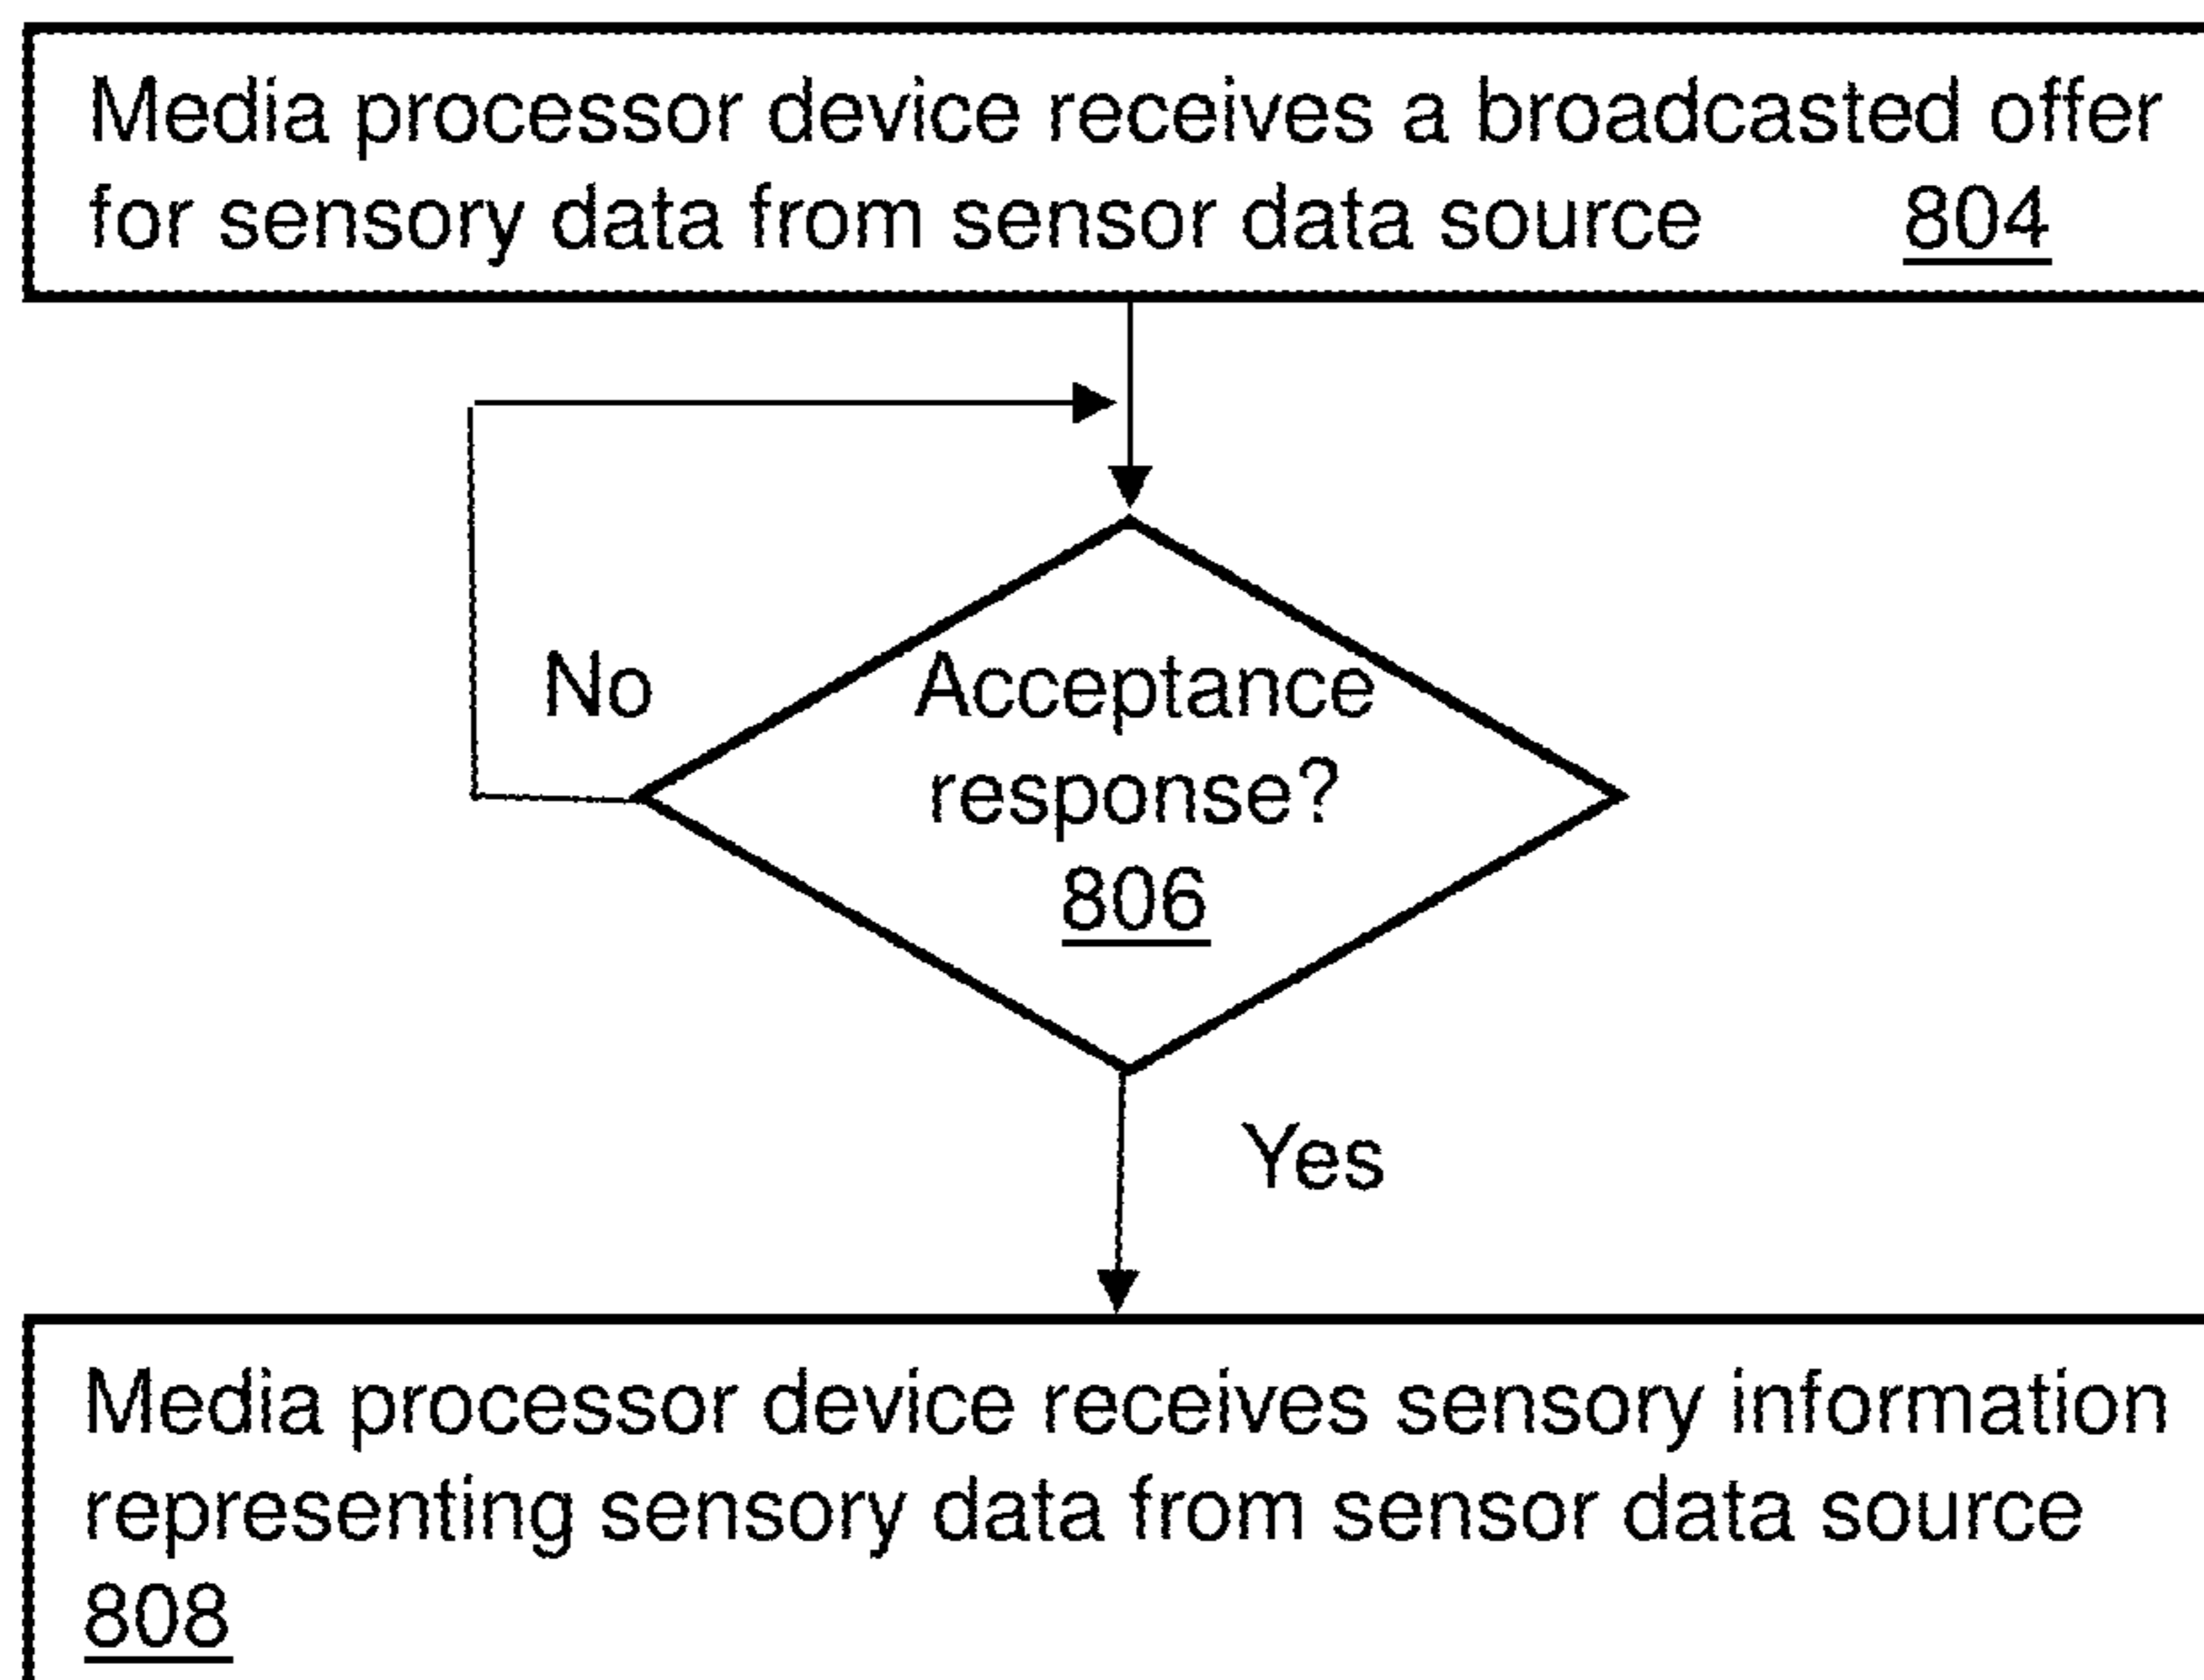 Media processor device receives a broadcasted offer
for sensory data from sensor data source 804
No
Acceptance
response?
806
Yes
Media processor device receives sensory information
representing sensory data from sensor data source
808